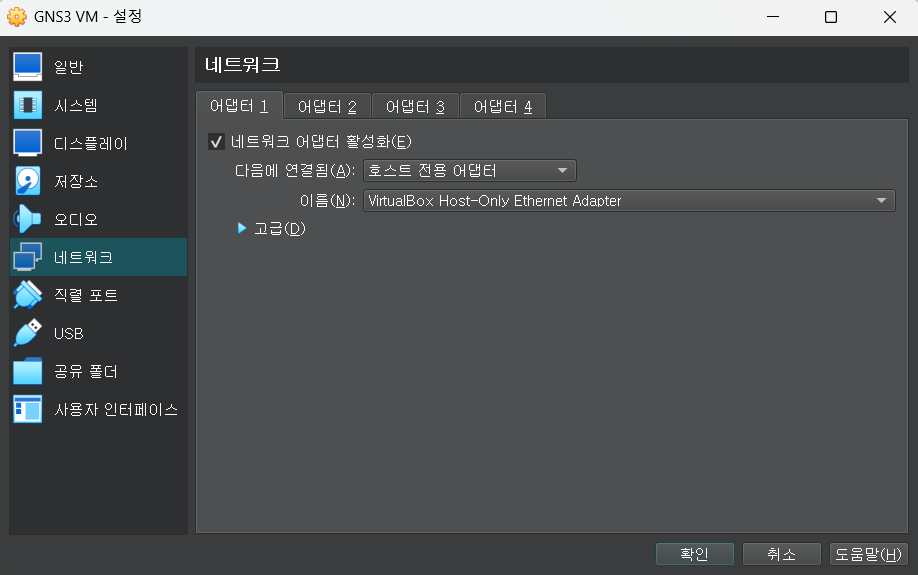 GNS3 VM - 설정
일반
시스템
디스플레이
저장소
오디오
네트워크
직렬 포트
USB
공유 폴더
사용자 인터페이스
네트워크
어댑터 1 어댑터 2 어댑터 3 어댑터 4
네트워크 어댑터 활성화(E)
다음에 연결됨(A): 호스트 전용 어댑터
이름(N): VirtualBox Host-Only Ethernet Adapter
고급(D)
확인 취소 도움말(H)